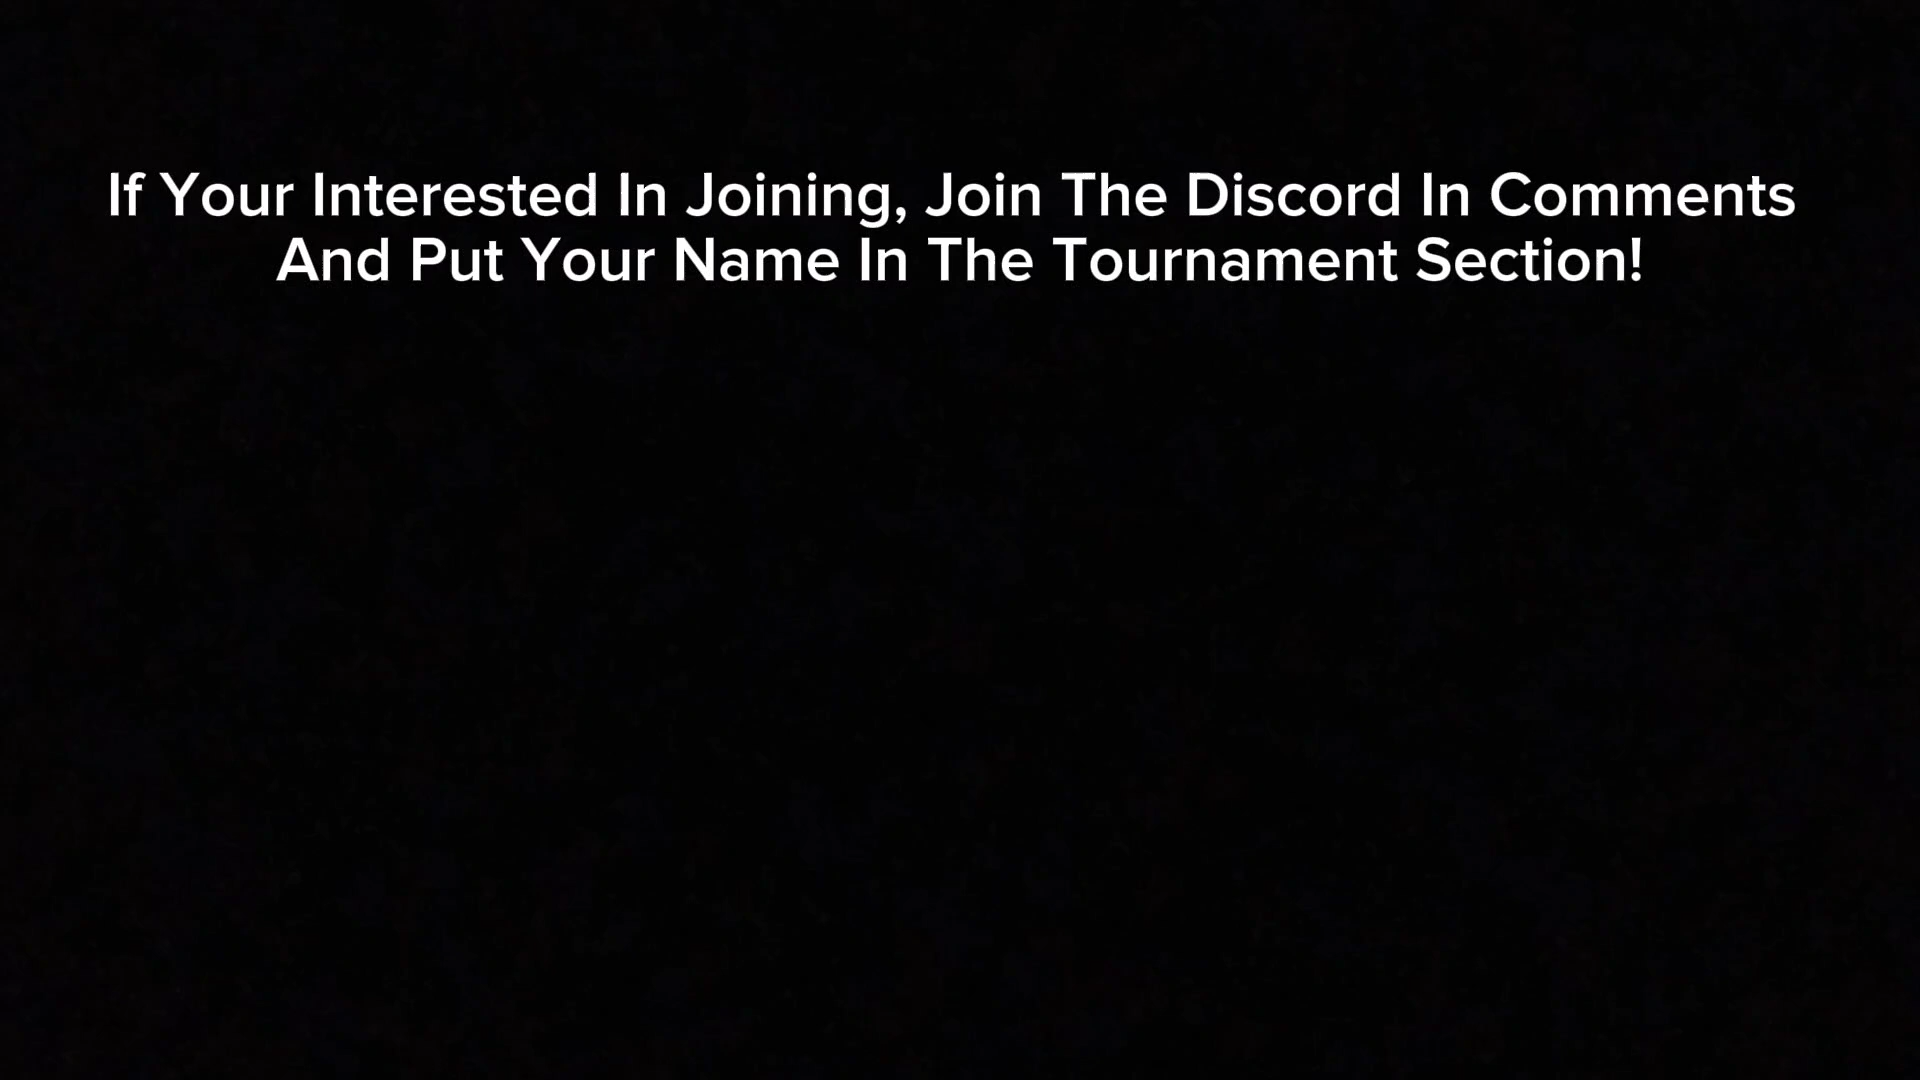 If Your Interested In Joining, Join The Discord In Comments
And Put Your Name In The Tournament Section!